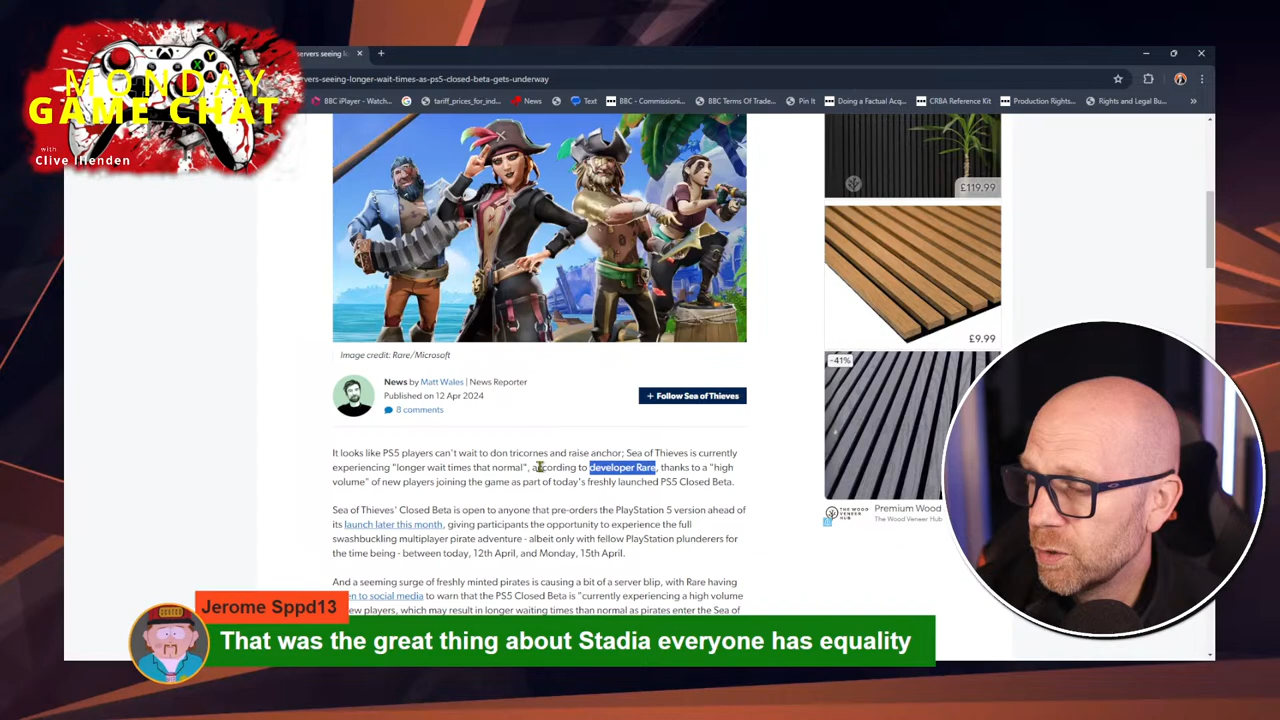 MONDAY
GAME CHAT
with
Clive Illenden
servers seeing lo
rvers-seeing-longer-wait-times-as-ps5-closed-beta-gets-underway
BBC iPlayer - Watch...
tariff_prices_for_ind...
News
Text
BBC - Commissioni...
BBC Terms Of Trade...
Pin It
Doing a Factual Acq...
CRBA Reference Kit
Production Rights...
Rights and Legal Bu...
£119.99
£9.99
-41%
Premium Wood
The Wood Veneer Hub
THE WOOD
VENEER
HUB
Image credit: Rare/Microsoft
News by Matt Wales | News Reporter
Published on 12 Apr 2024
8 comments
+ Follow Sea of Thieves
It looks like PS5 players can't wait to don tricornes and raise anchor; Sea of Thieves is currently
experiencing "longer wait times that normal", according to developer Rare, thanks to a "high
volume" of new players joining the game as part of today's freshly launched PS5 Closed Beta.
Sea of Thieves' Closed Beta is open to anyone that pre-orders the PlayStation 5 version ahead of
its launch later this month, giving participants the opportunity to experience the full
swashbuckling multiplayer pirate adventure - albeit only with fellow PlayStation plunderers for
the time being - between today, 12th April, and Monday, 15th April.
And a seeming surge of freshly minted pirates is causing a bit of a server blip, with Rare having
en to social media to warn that the PS5 Closed Beta is "currently experiencing a high volume
ew players, which may result in longer waiting times than normal as pirates enter the Sea of
Jerome Sppd13
That was the great thing about Stadia everyone has equality